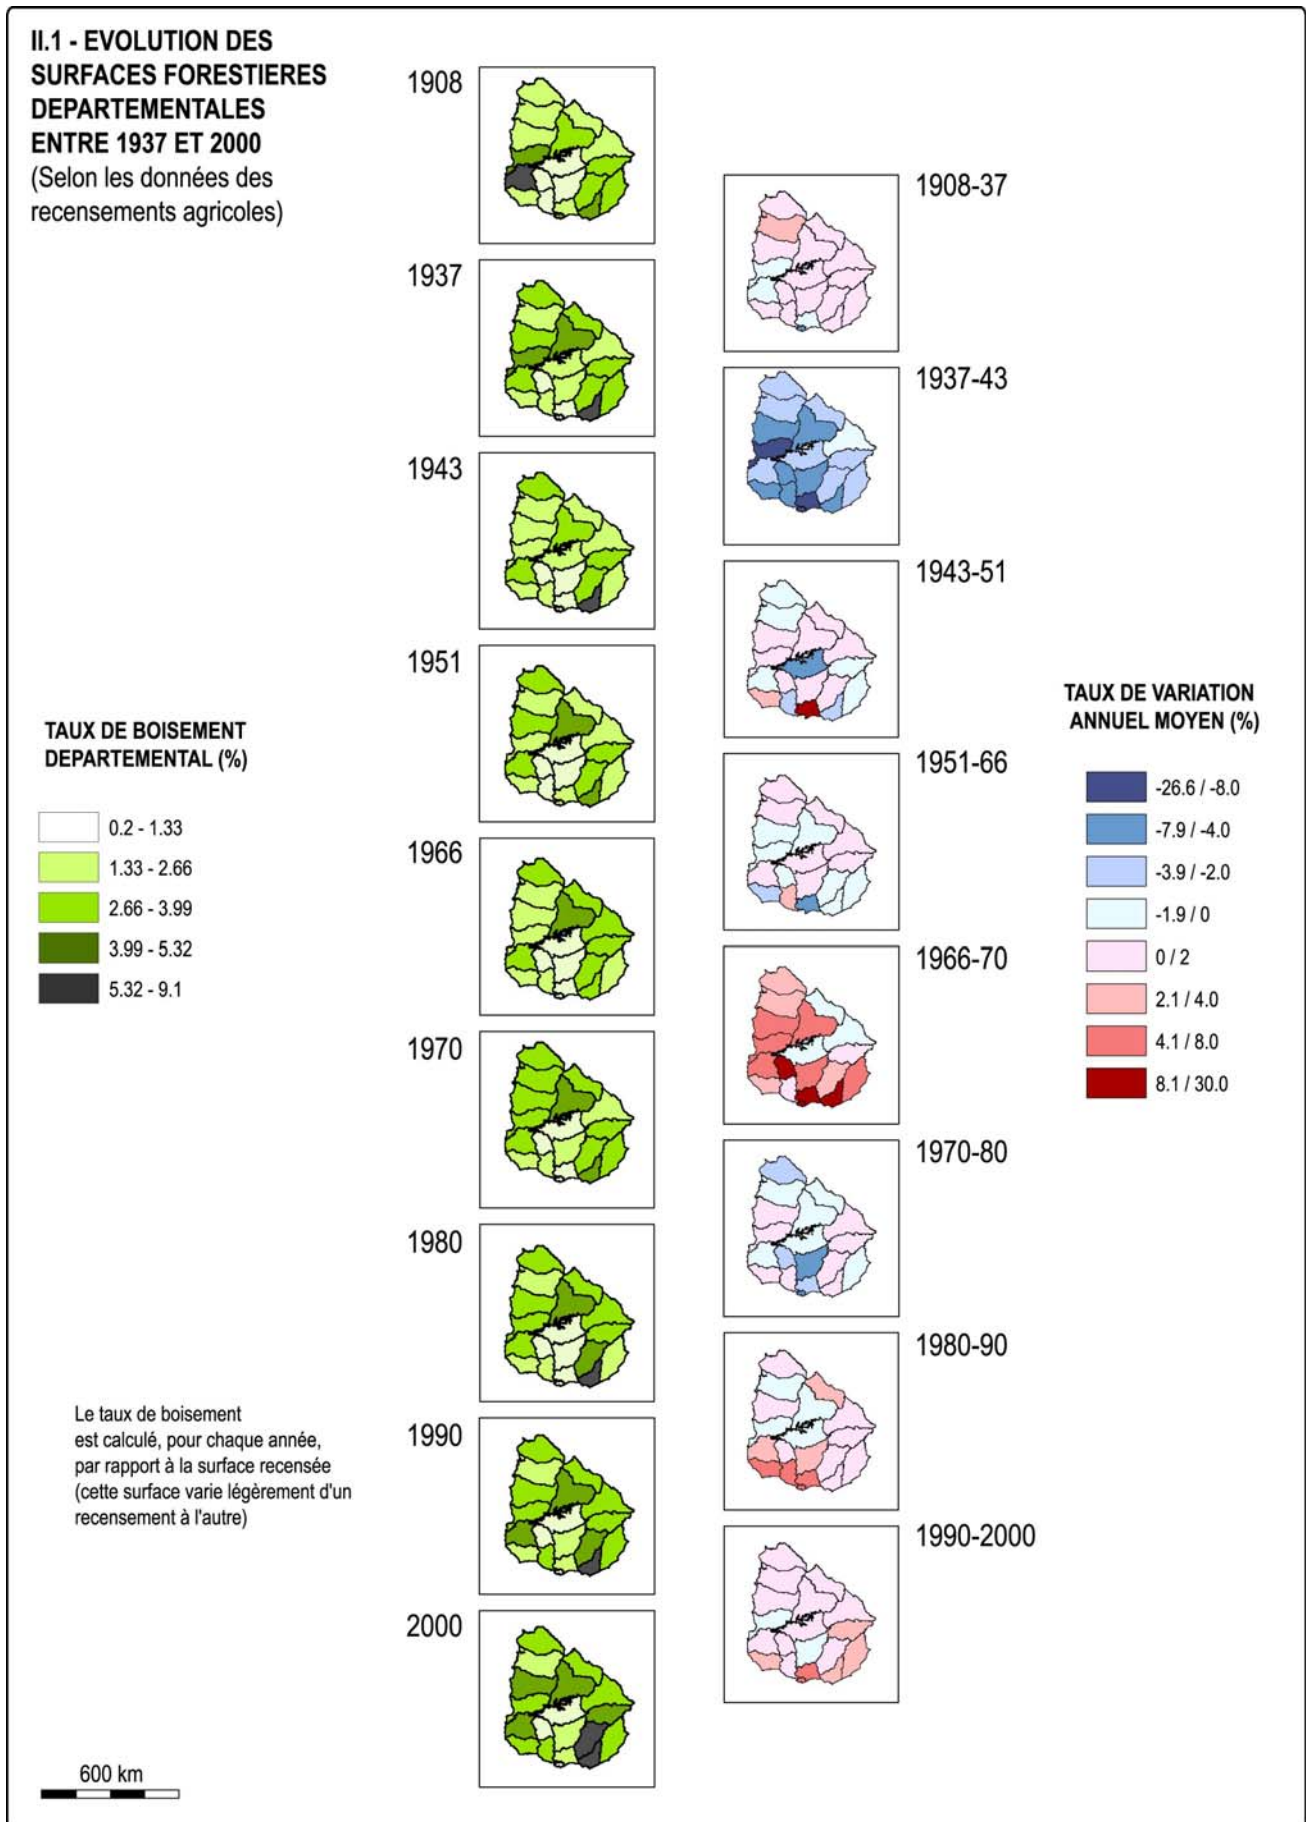 II.1 - EVOLUTION DES
SURFACES FORESTIERES
DEPARTEMENTALES
ENTRE 1937 ET 2000
(Selon les données des
recensements agricoles)
1908
1937
1943
1951
1966
1970
1980
1990
2000
1908-37
1937-43
1943-51
1951-66
1966-70
1970-80
1980-90
1990-2000
TAUX DE BOISEMENT
DEPARTEMENTAL (%)
0.2 - 1.33
1.33 - 2.66
2.66 - 3.99
3.99 - 5.32
5.32 - 9.1
TAUX DE VARIATION
ANNUEL MOYEN (%)
-26.6 / -8.0
-7.9 / -4.0
-3.9 / -2.0
-1.9 / 0
0 / 2
2.1 / 4.0
4.1 / 8.0
8.1 / 30.0
Le taux de boisement
est calculé, pour chaque année,
par rapport à la surface recensée
(cette surface varie légèrement d'un
recensement à l'autre)
600 km